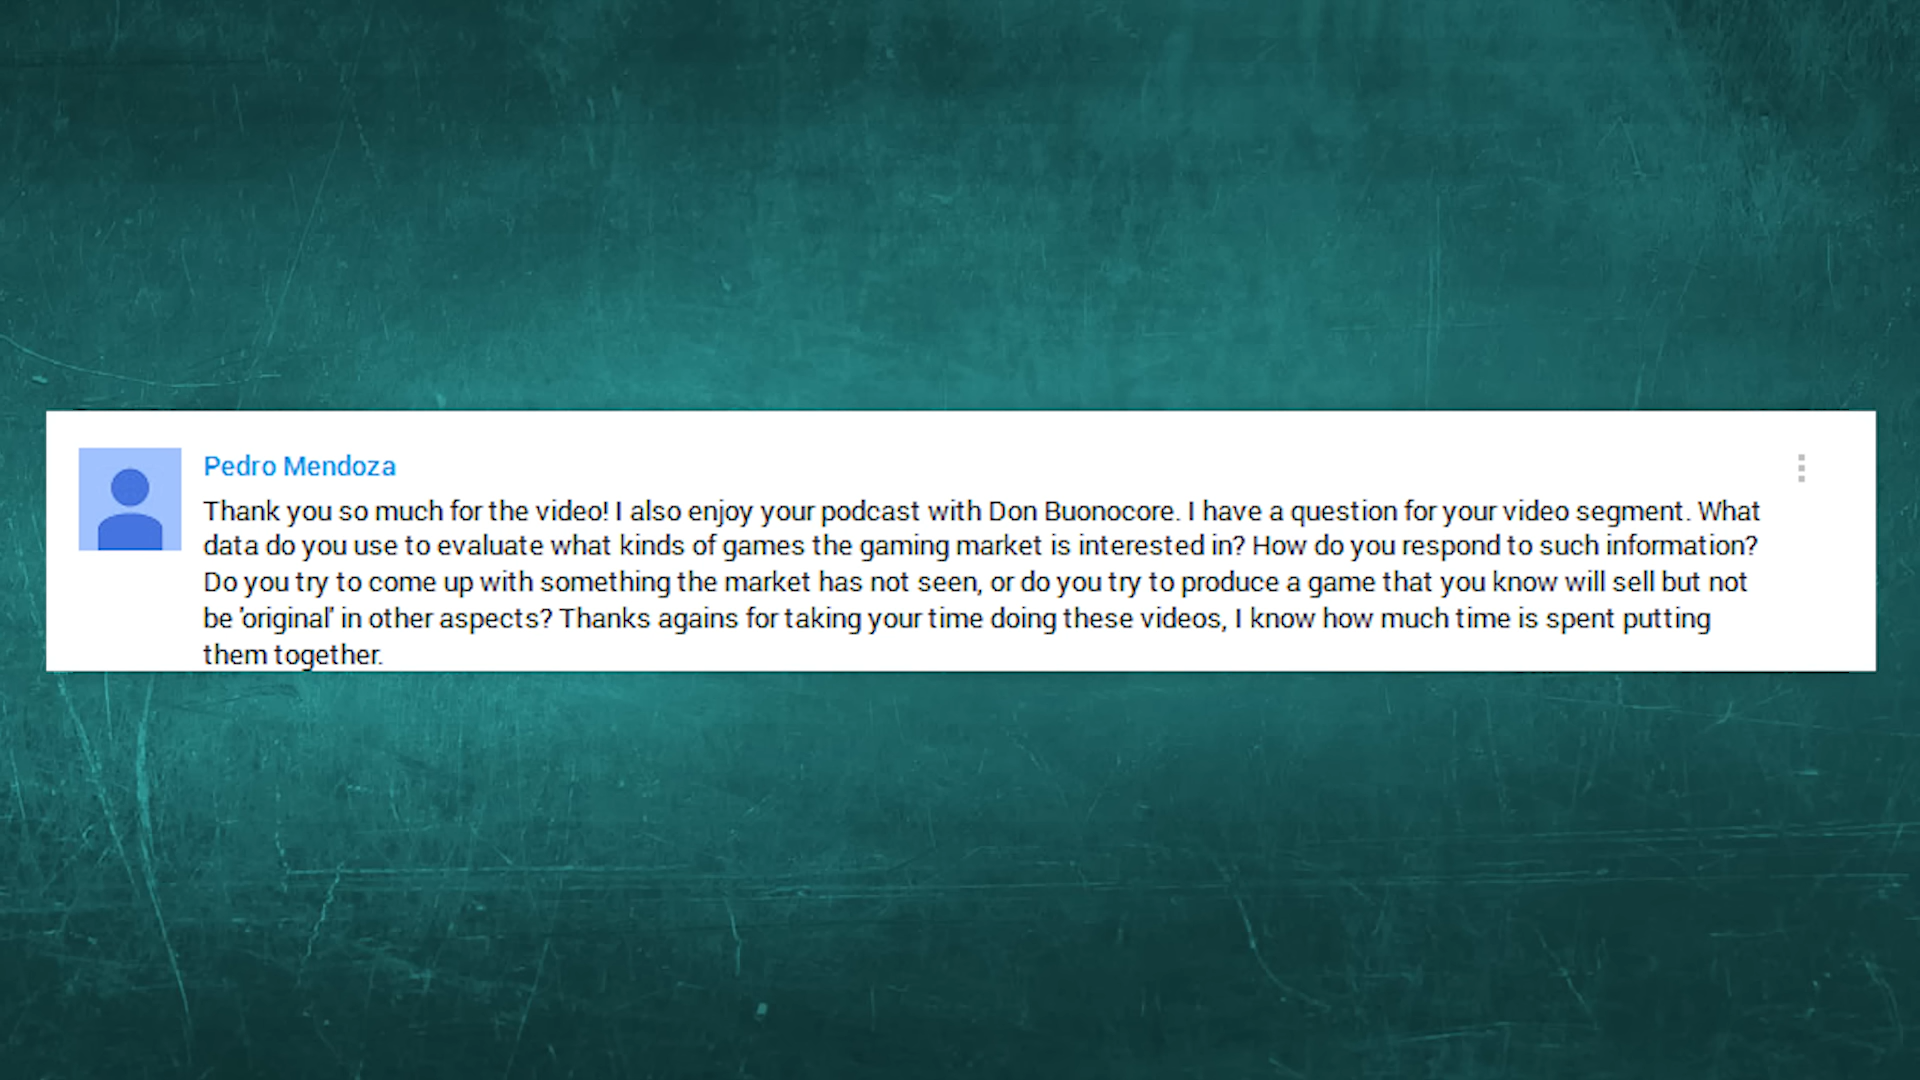 Pedro Mendoza
Thank you so much for the video! I also enjoy your podcast with Don Buonocore. I have a question for your video segment. What
data do you use to evaluate what kinds of games the gaming market is interested in? How do you respond to such information?
Do you try to come up with something the market has not seen, or do you try to produce a game that you know will sell but not
be 'original' in other aspects? Thanks agains for taking your time doing these videos, I know how much time is spent putting
them together.